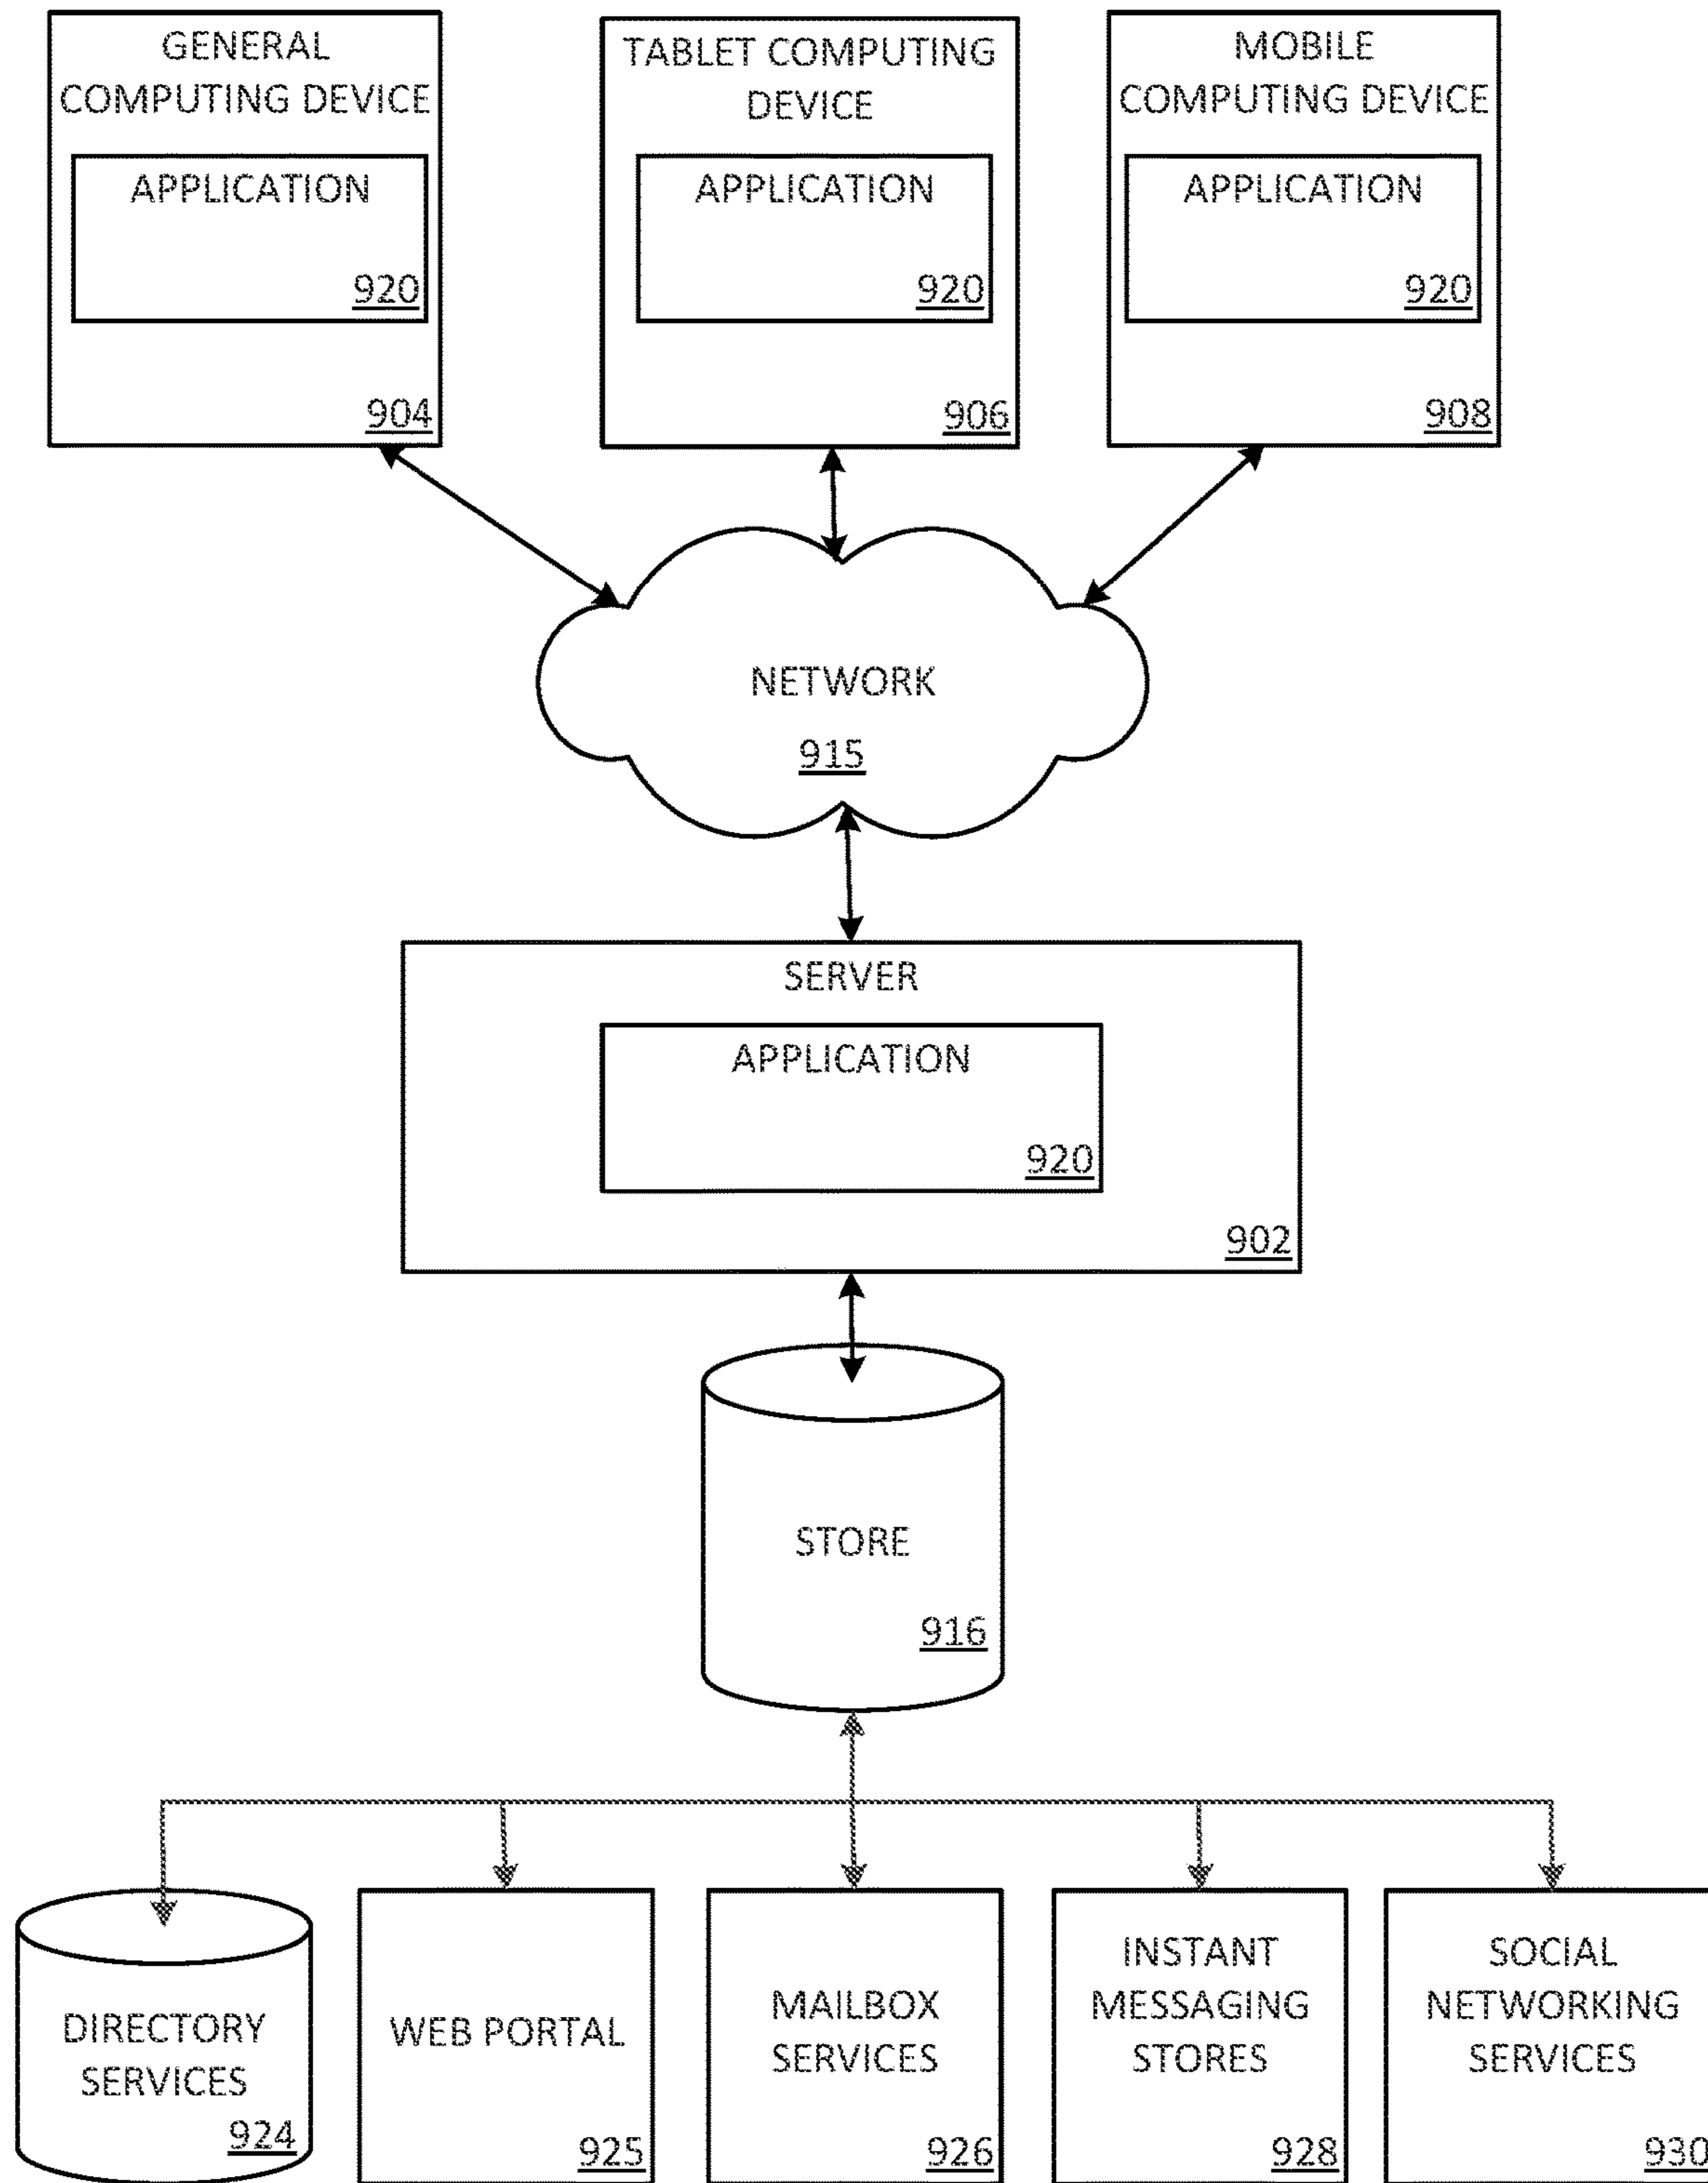 GENERAL
COMPUTING DEVICE
APPLICATION
920
904
TABLET COMPUTING
DEVICE
APPLICATION
920
906
MOBILE
COMPUTING DEVICE
APPLICATION
920
908
NETWORK
915
SERVER
APPLICATION
920
902
STORE
916
DIRECTORY
SERVICES
924
WEB PORTAL
925
MAILBOX
SERVICES
926
INSTANT
MESSAGING
STORES
928
SOCIAL
NETWORKING
SERVICES
930